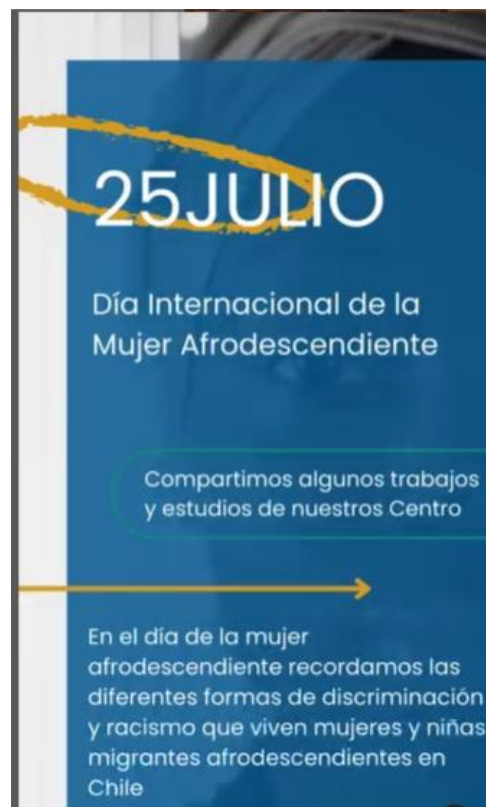 25JULIO
Día Internacional de la
Mujer Afrodescendiente
Compartimos algunos trabajos
y estudios de nuestros Centro
En el día de la mujer
afrodescendiente recordamos las
diferentes formas de discriminación
y racismo que viven mujeres y niñas
migrantes afrodescendientes en
Chile